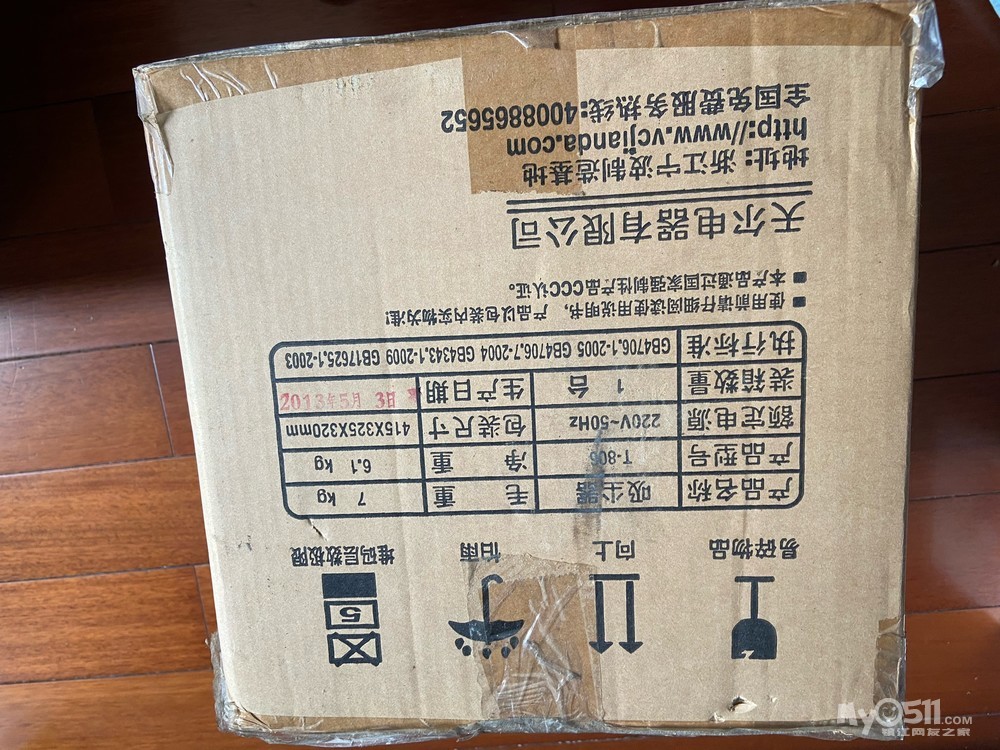 易碎物品 向上 怕雨 堆码层数极限
5
产品名称 吸尘器 毛重 7 kg
产品型号 T-806 净重 6.1 kg
额定电源 220V~50Hz 包装尺寸 415X325X320mm
装箱数量 1 台 生产日期 2013年5月 3日
执行标准 GB4706.1-2005 GB4706.7-2004 GB4343.1-2009 GB17625.1-2003
■ 使用前请仔细阅读使用说明书，产品以包装内实物为准!
■ 本产品通过国家强制性产品CCC认证。
天尔电器有限公司
地址: 浙江宁波制造基地
http://www.vcjianda.com
全国免费服务热线:4008865652
My0511.com
镇江网友之家